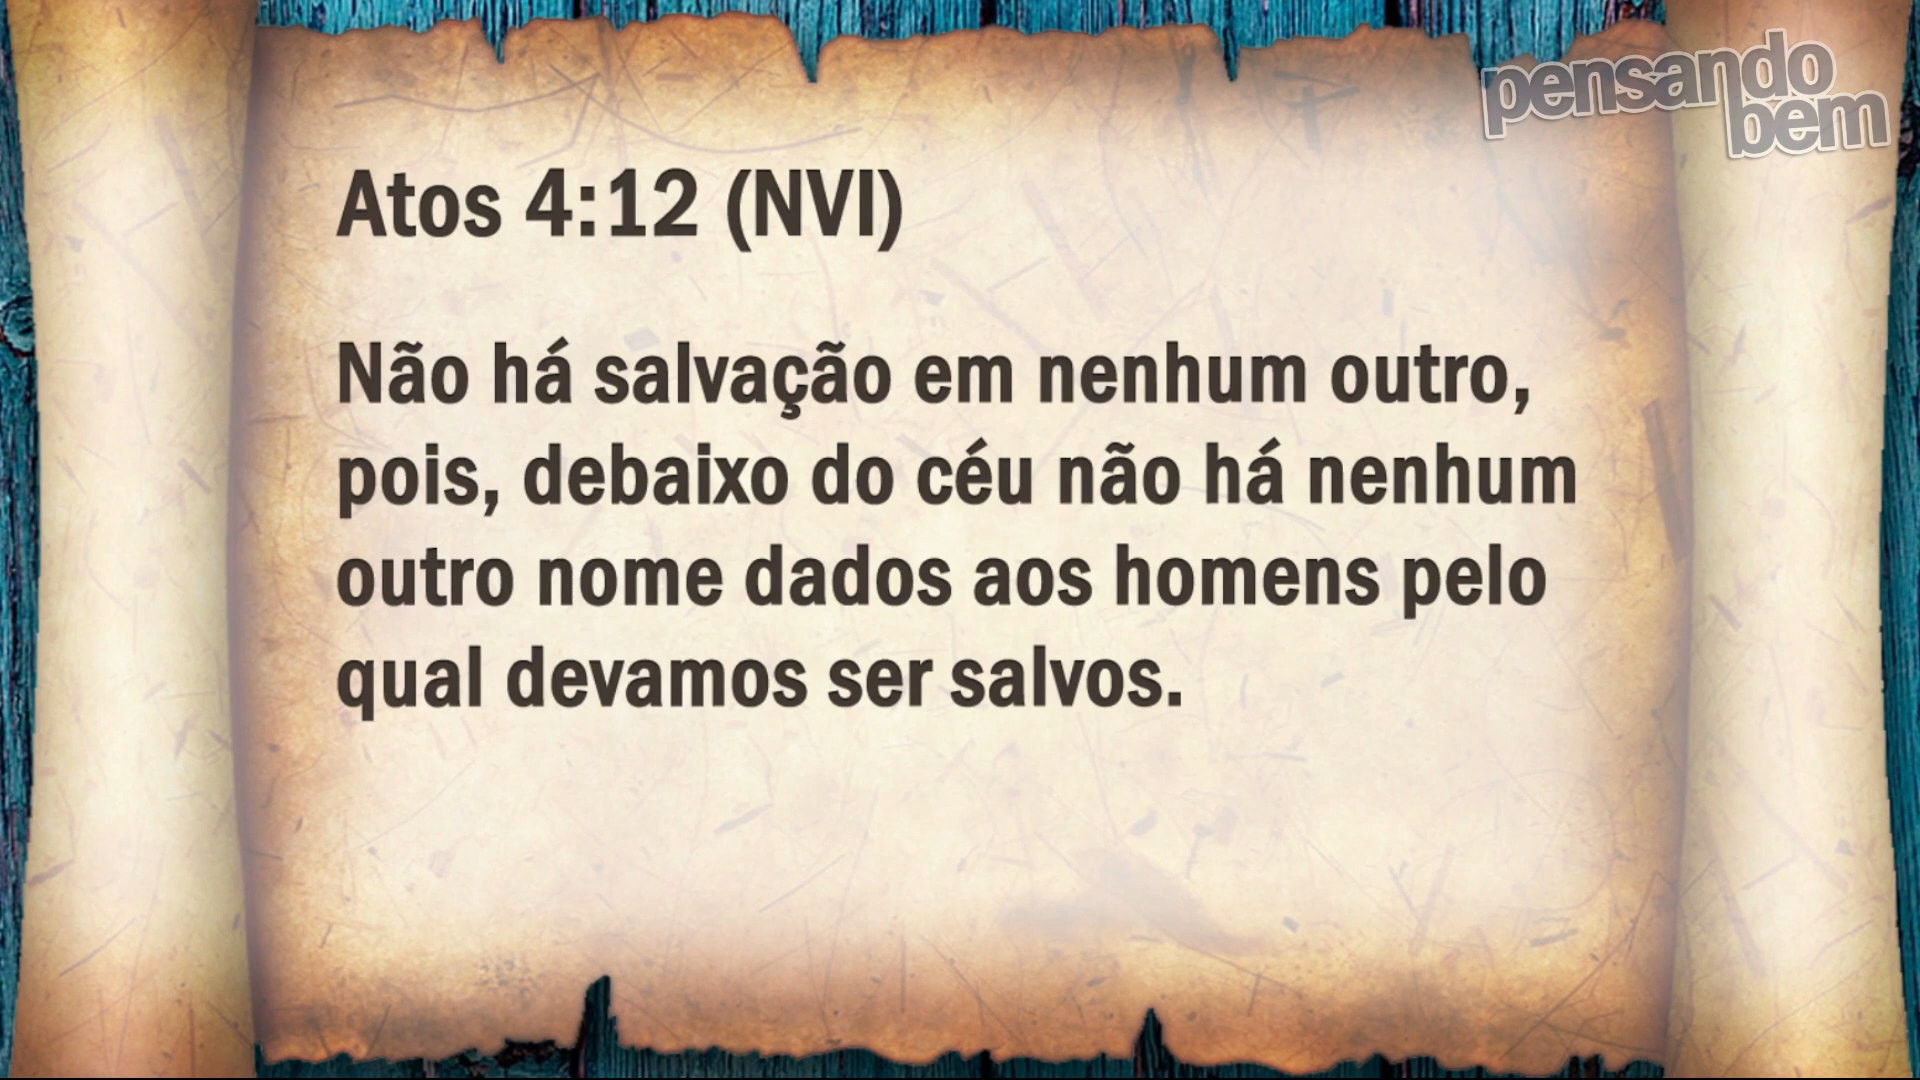 pensando
bem
Atos 4:12 (NVI)
Não há salvação em nenhum outro,
pois, debaixo do céu não há nenhum
outro nome dados aos homens pelo
qual devamos ser salvos.